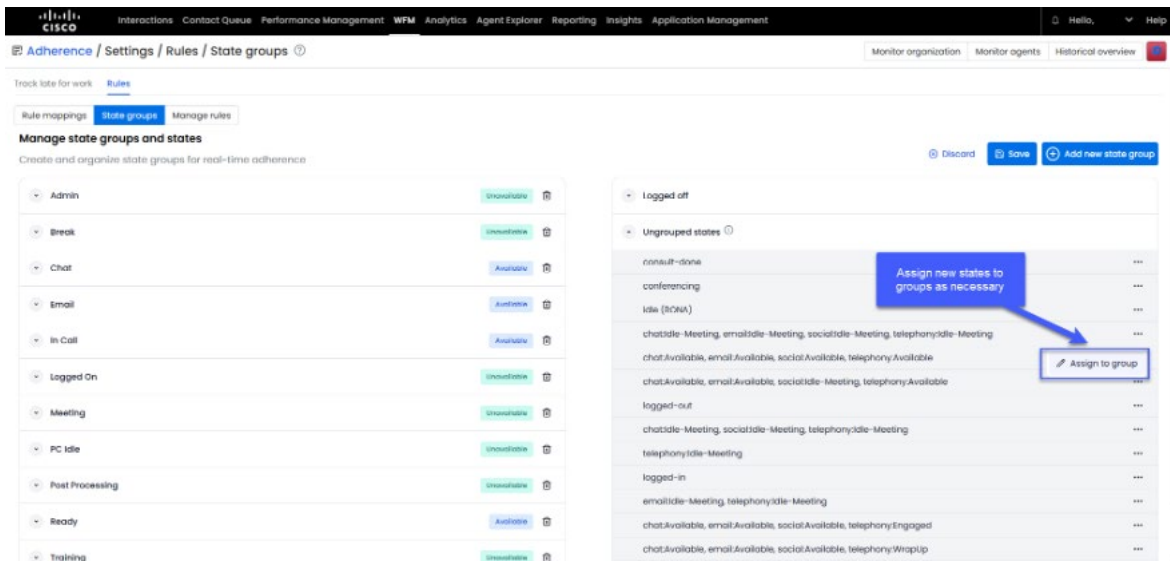 CISCO
Interactions Contact Queue Performance Management WFM Analytics Agent Explorer Reporting Insights Application Management
Hello,
Help
Adherence / Settings / Rules / State groups
Monitor organization
Monitor agents
Historical overview
Track late for work
Rules
Rule mappings
State groups
Manage rules
Manage state groups and states
Create and organize state groups for real-time adherence
Discard
Save
Add new state group
Admin
Unavailable
Break
Unavailable
Chat
Available
Email
Available
In Call
Available
Logged On
Unavailable
Meeting
Unavailable
PC Idle
Unavailable
Post Processing
Unavailable
Ready
Available
Training
Unavailable
Logged off
Ungrouped states
consult-done
conferencing
Idle (RONA)
chat:Idle-Meeting, email:Idle-Meeting, social:Idle-Meeting, telephony:Idle-Meeting
chat:Available, email:Available, social:Available, telephony:Available
chat:Available, email:Available, social:Idle-Meeting, telephony:Available
logged-out
chat:Idle-Meeting, social:Idle-Meeting, telephony:Idle-Meeting
telephony:Idle-Meeting
logged-in
email:Idle-Meeting, telephony:Idle-Meeting
chat:Available, email:Available, social:Available, telephony:Engaged
chat:Available, email:Available, social:Available, telephony:WrapUp
Assign new states to
groups as necessary
Assign to group